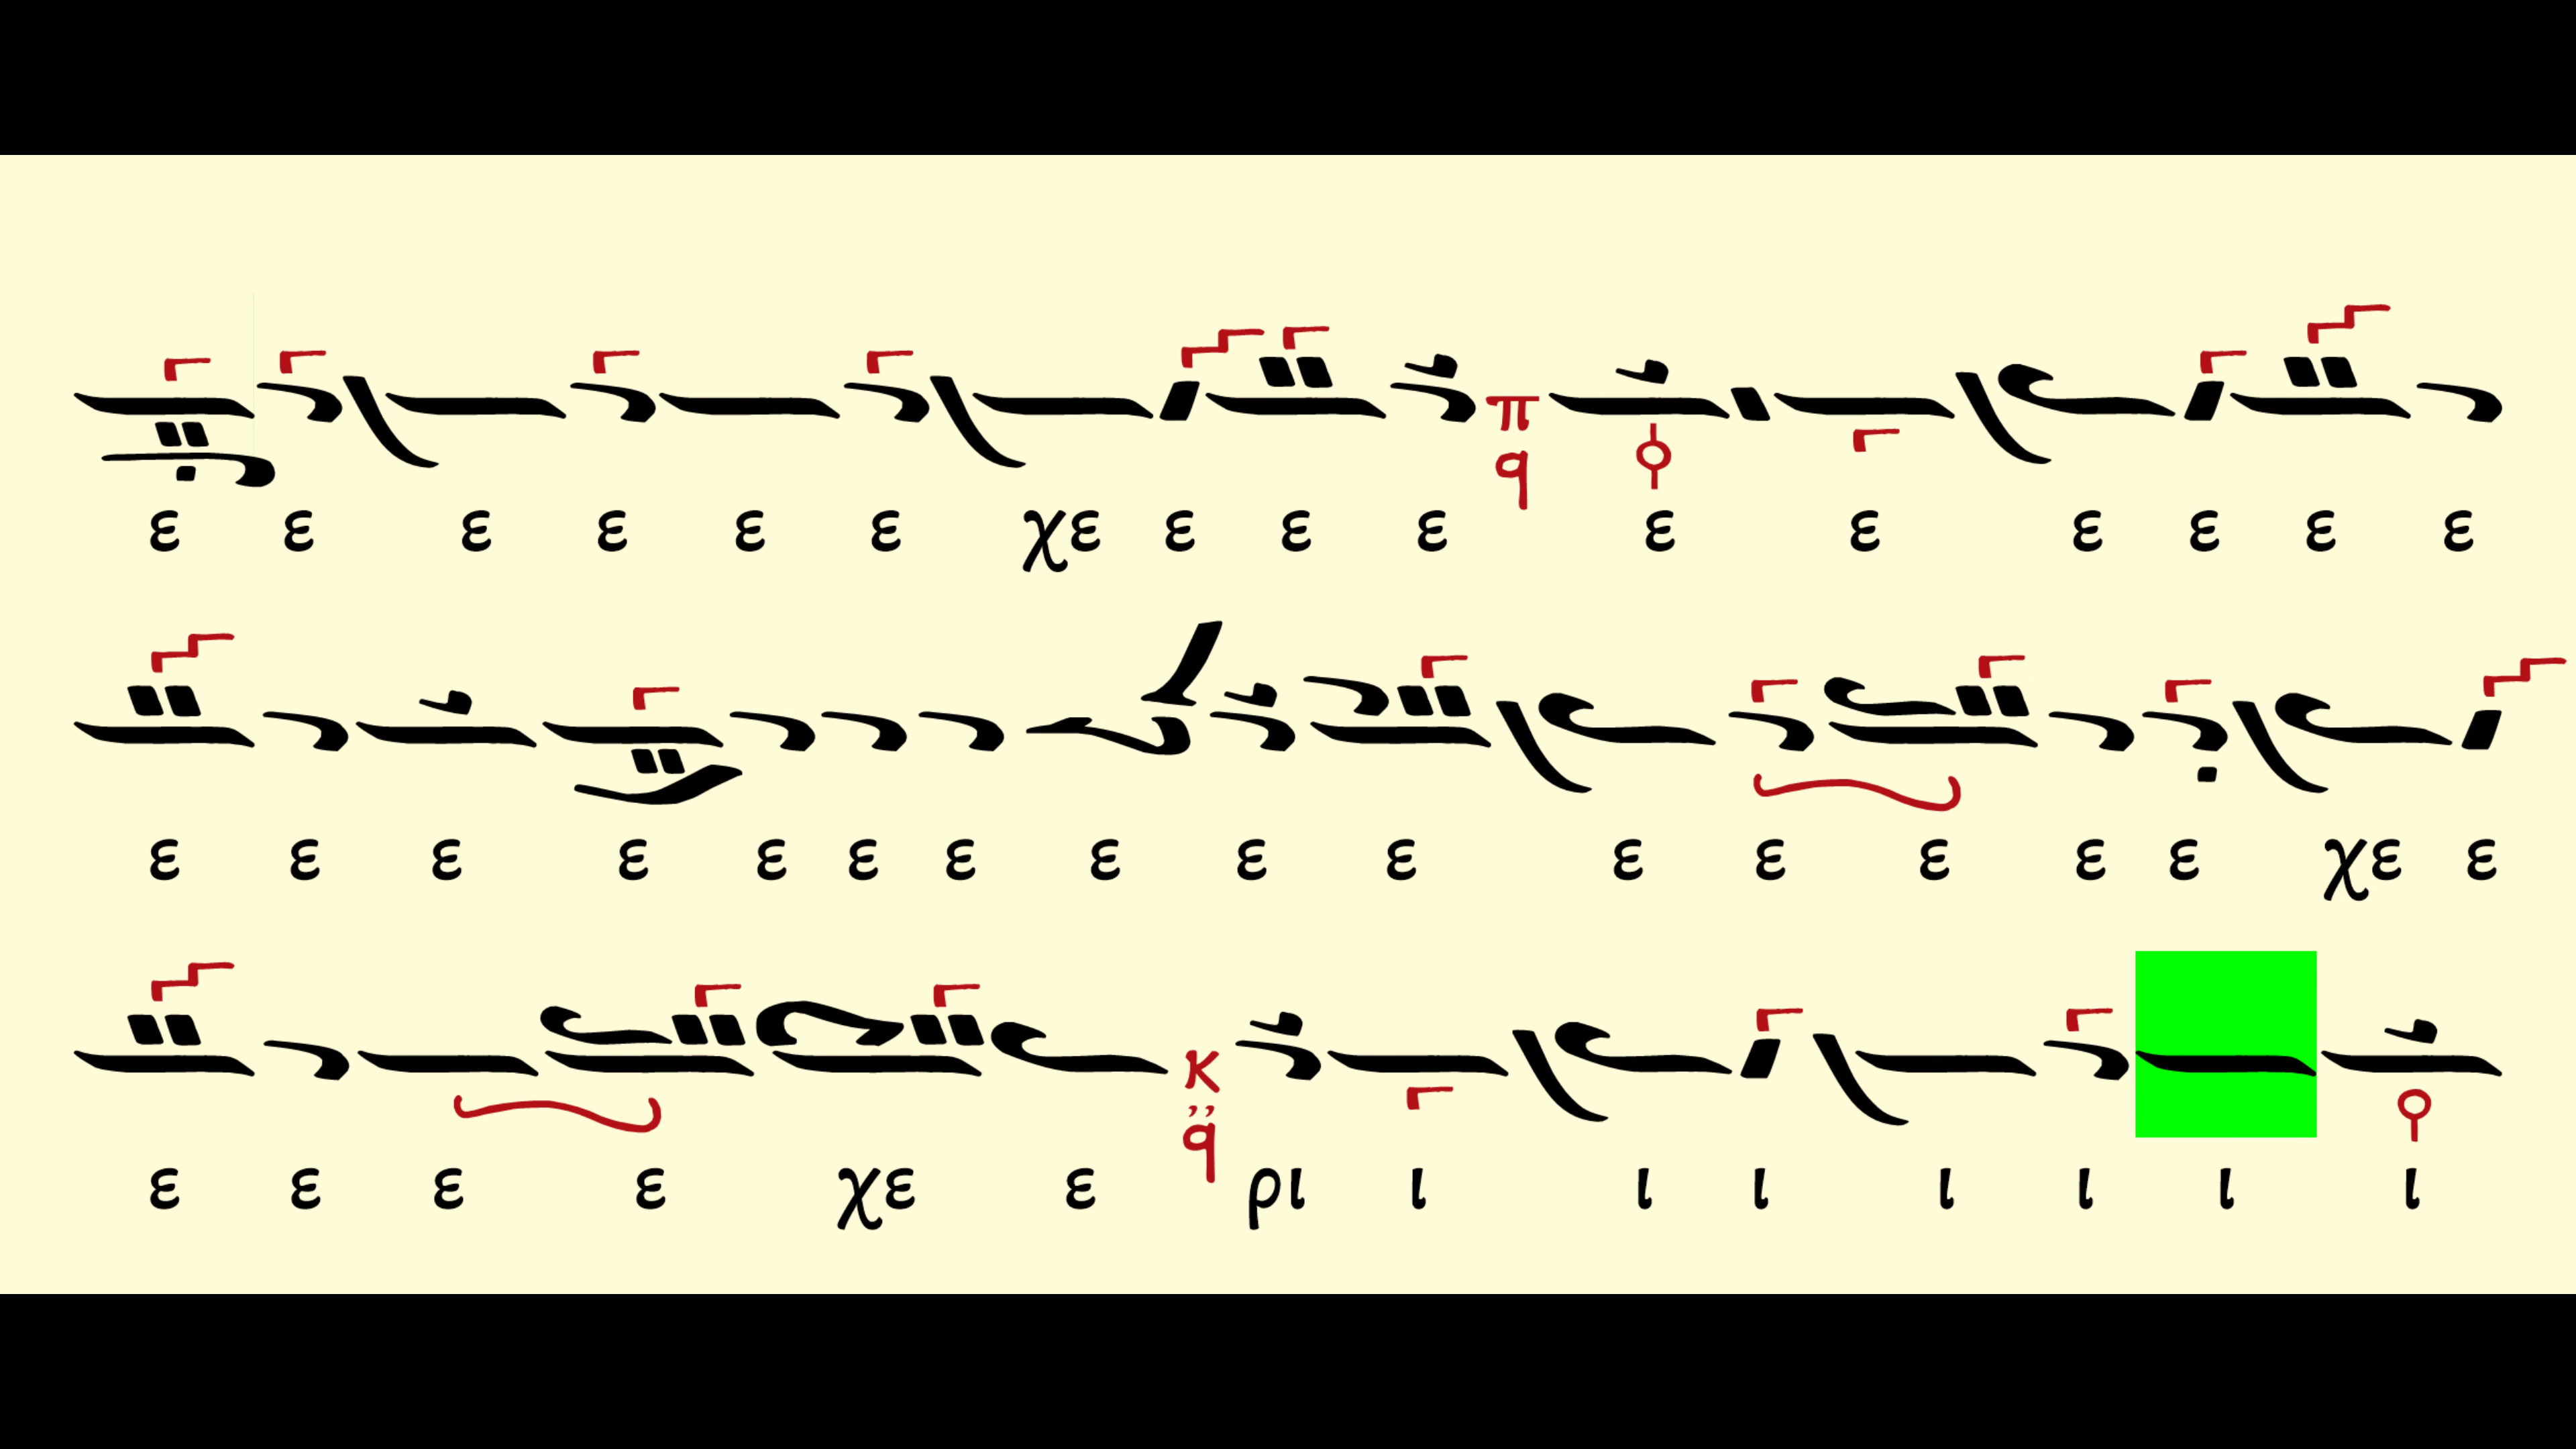 ε ε ε ε ε ε χε ε ε ε π q ε ε ε ε ε ε
ε ε ε ε ε ε ε ε ε ε ε ε ε ε ε χε ε
ε ε ε ε χε ε κ q ρι ι ι ι ι ι ι ι